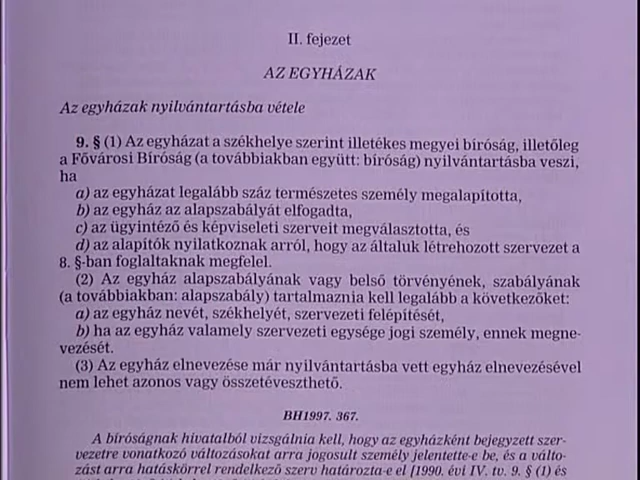 II. fejezet
AZ EGYHÁZAK
Az egyházak nyilvántartásba vétele
9. § (1) Az egyházat a székhelye szerint illetékes megyei bíróság, illetőleg
a Fővárosi Bíróság (a továbbiakban együtt: bíróság) nyilvántartásba veszi,
ha
a) az egyházat legalább száz természetes személy megalapította,
b) az egyház az alapszabályát elfogadta,
c) az ügyintéző és képviseleti szerveit megválasztotta, és
d) az alapítók nyilatkoznak arról, hogy az általuk létrehozott szervezet a
8. §-ban foglaltaknak megfelel.
(2) Az egyház alapszabályának vagy belső törvényének, szabályának
(a továbbiakban: alapszabály) tartalmaznia kell legalább a következőket:
a) az egyház nevét, székhelyét, szervezeti felépítését,
b) ha az egyház valamely szervezeti egysége jogi személy, ennek megne-
vezését.
(3) Az egyház elnevezése már nyilvántartásba vett egyház elnevezésével
nem lehet azonos vagy összetéveszthető.
BH1997. 367.
A bíróságnak hivatalból vizsgálnia kell, hogy az egyházként bejegyzett szer-
vezetre vonatkozó változásokat arra jogosult személy jelentette-e be, és a válto-
zást arra hatáskörrel rendelkező szerv határozta-e el [1990. évi IV. tv. 9. § (1) és